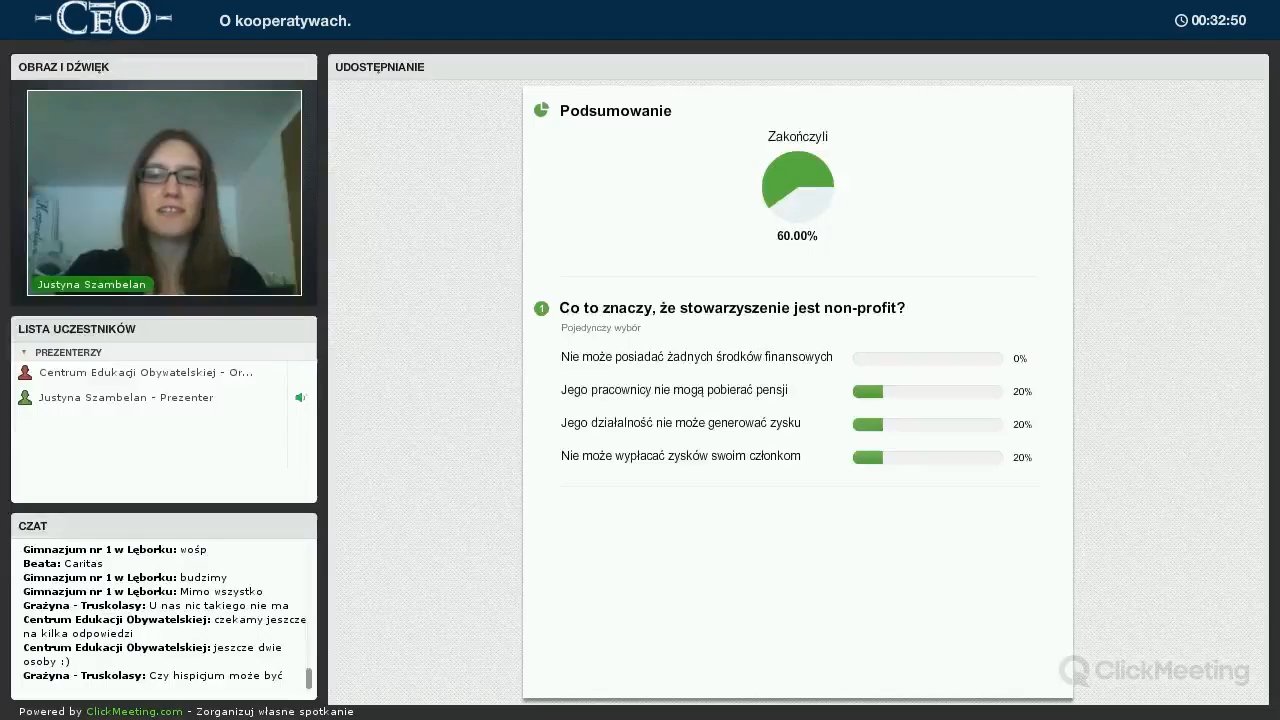 CEO
O kooperatywach.
00:32:50
OBRAZ I DŹWIĘK
Justyna Szambelan
LISTA UCZESTNIKÓW
PREZENTERZY
Centrum Edukacji Obywatelskiej - Or...
Justyna Szambelan - Prezenter
CZAT
Gimnazjum nr 1 w Lęborku: wośp
Beata: Caritas
Gimnazjum nr 1 w Lęborku: budzimy
Gimnazjum nr 1 w Lęborku: Mimo wszystko
Grażyna - Truskolasy: U nas nic takiego nie ma
Centrum Edukacji Obywatelskiej: czekamy jeszcze
na kilka odpowiedzi
Centrum Edukacji Obywatelskiej: jeszcze dwie
osoby :)
Grażyna - Truskolasy: Czy hispicjum może być
Powered by ClickMeeting.com - Zorganizuj własne spotkanie
UDOSTĘPNIANIE
Podsumowanie
Zakończyli
60.00%
1 Co to znaczy, że stowarzyszenie jest non-profit?
Pojedynczy wybór
Nie może posiadać żadnych środków finansowych 0%
Jego pracownicy nie mogą pobierać pensji 20%
Jego działalność nie może generować zysku 20%
Nie może wypłacać zysków swoim członkom 20%
ClickMeeting